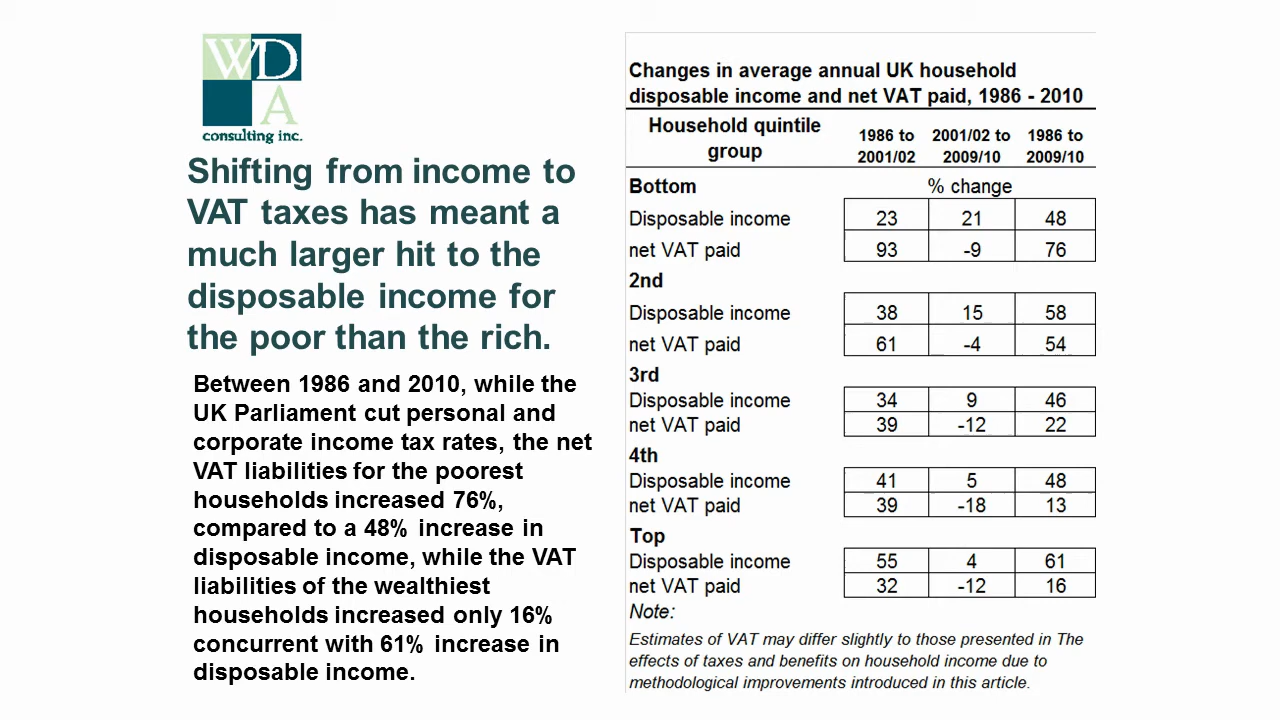 WDA
consulting inc.
Shifting from income to
VAT taxes has meant a
much larger hit to the
disposable income for
the poor than the rich.
Between 1986 and 2010, while the
UK Parliament cut personal and
corporate income tax rates, the net
VAT liabilities for the poorest
households increased 76%,
compared to a 48% increase in
disposable income, while the VAT
liabilities of the wealthiest
households increased only 16%
concurrent with 61% increase in
disposable income.
Changes in average annual UK household
disposable income and net VAT paid, 1986 - 2010
Household quintile group 1986 to 2001/02 2001/02 to 2009/10 1986 to 2009/10
Bottom % change
Disposable income 23 21 48
net VAT paid 93 -9 76
2nd
Disposable income 38 15 58
net VAT paid 61 -4 54
3rd
Disposable income 34 9 46
net VAT paid 39 -12 22
4th
Disposable income 41 5 48
net VAT paid 39 -18 13
Top
Disposable income 55 4 61
net VAT paid 32 -12 16
Note:
Estimates of VAT may differ slightly to those presented in The
effects of taxes and benefits on household income due to
methodological improvements introduced in this article.